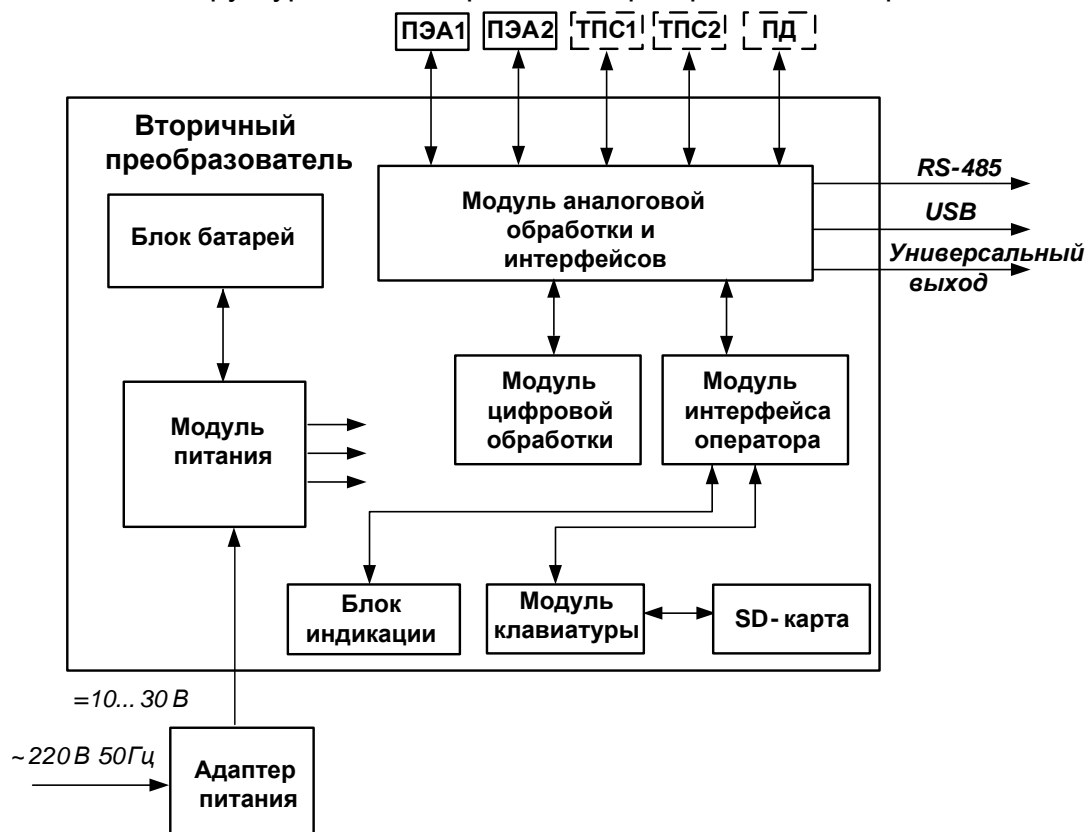 ПЭА1 ПЭА2 ТПС1 ТПС2 ПД
Вторичный
преобразователь
Модуль аналоговой
обработки и
интерфейсов
RS-485
USB
Универсальный
выход
Блок батарей
Модуль
питания
Модуль
цифровой
обработки
Модуль
интерфейса
оператора
Блок
индикации
Модуль
клавиатуры
SD-карта
=10... 30 В
~220 В 50Гц
Адаптер
питания